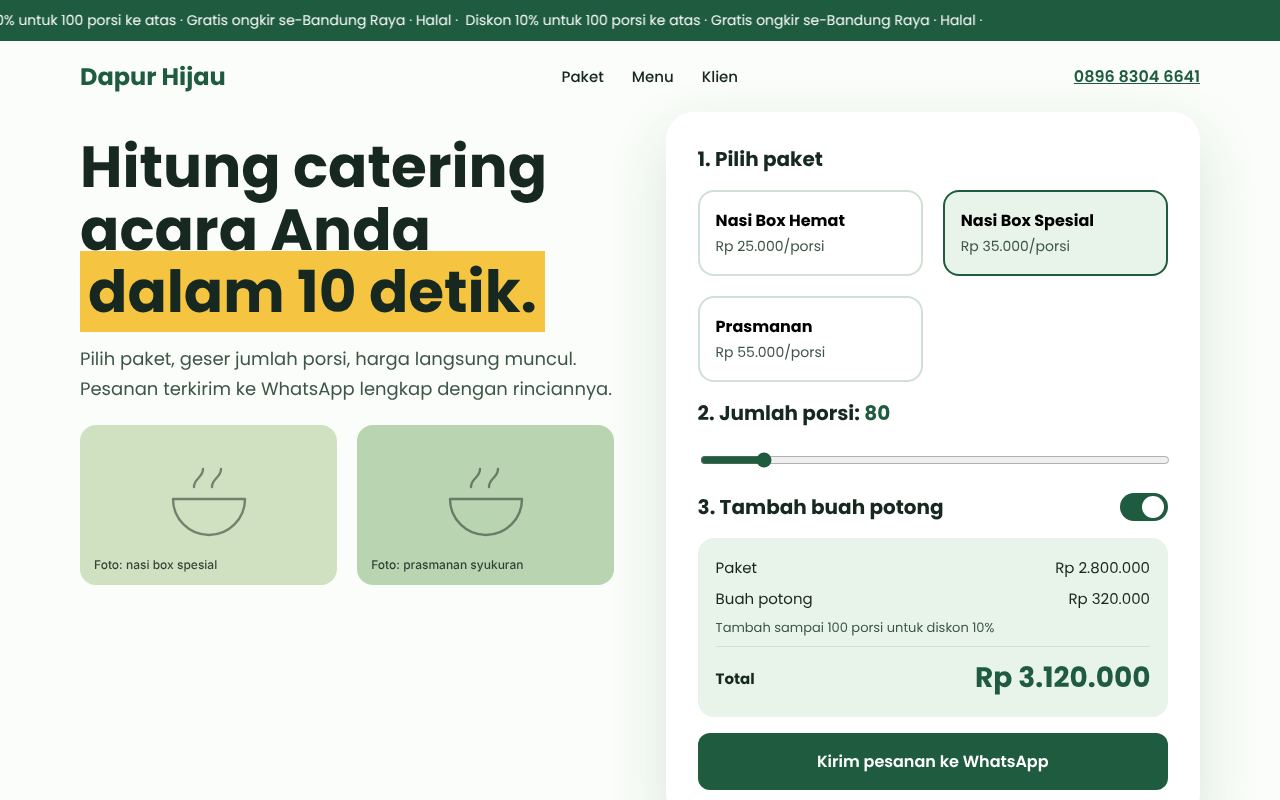 % untuk 100 porsi ke atas · Gratis ongkir se-Bandung Raya · Halal · Diskon 10% untuk 100 porsi ke atas · Gratis ongkir se-Bandung Raya · Halal ·
Dapur Hijau
Paket Menu Klien
0896 8304 6641
Hitung catering
acara Anda
dalam 10 detik.
Pilih paket, geser jumlah porsi, harga langsung muncul.
Pesanan terkirim ke WhatsApp lengkap dengan rinciannya.
Foto: nasi box spesial
Foto: prasmanan syukuran
1. Pilih paket
Nasi Box Hemat
Rp 25.000/porsi
Nasi Box Spesial
Rp 35.000/porsi
Prasmanan
Rp 55.000/porsi
2. Jumlah porsi: 80
3. Tambah buah potong
Paket Rp 2.800.000
Buah potong Rp 320.000
Tambah sampai 100 porsi untuk diskon 10%
Total Rp 3.120.000
Kirim pesanan ke WhatsApp